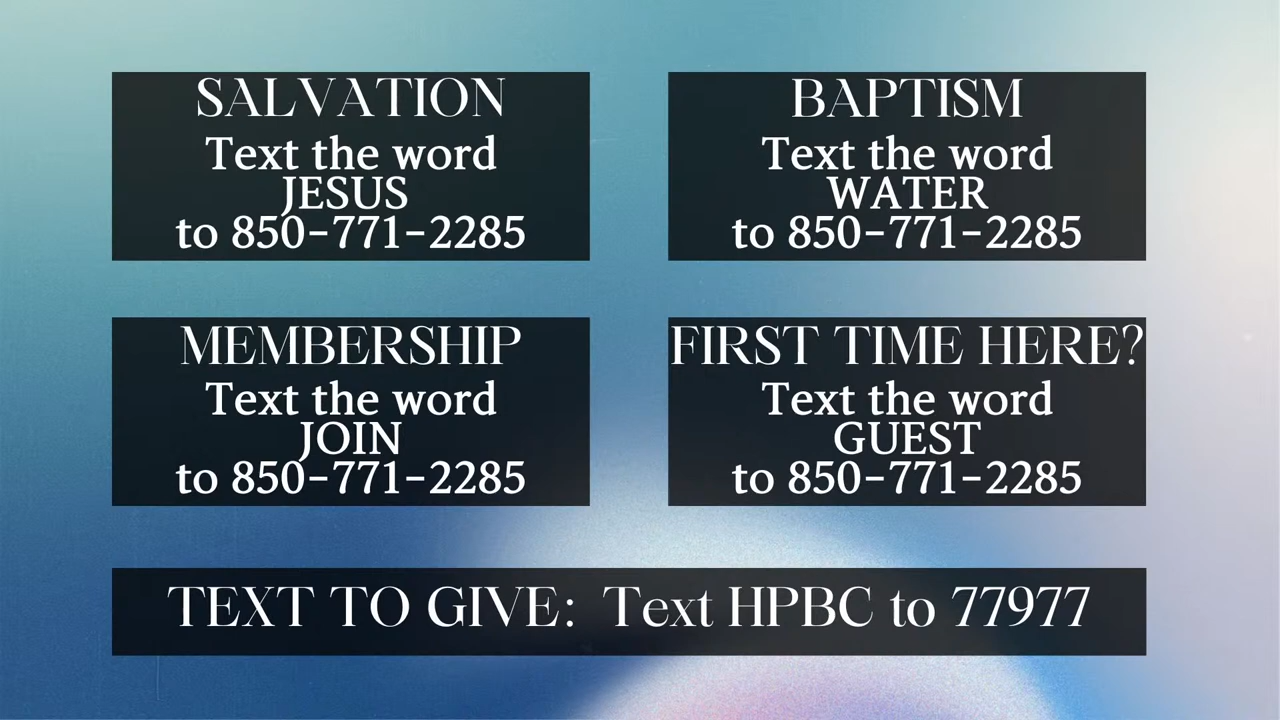 SALVATION
Text the word
JESUS
to 850-771-2285
BAPTISM
Text the word
WATER
to 850-771-2285
MEMBERSHIP
Text the word
JOIN
to 850-771-2285
FIRST TIME HERE?
Text the word
GUEST
to 850-771-2285
TEXT TO GIVE: Text HPBC to 77977